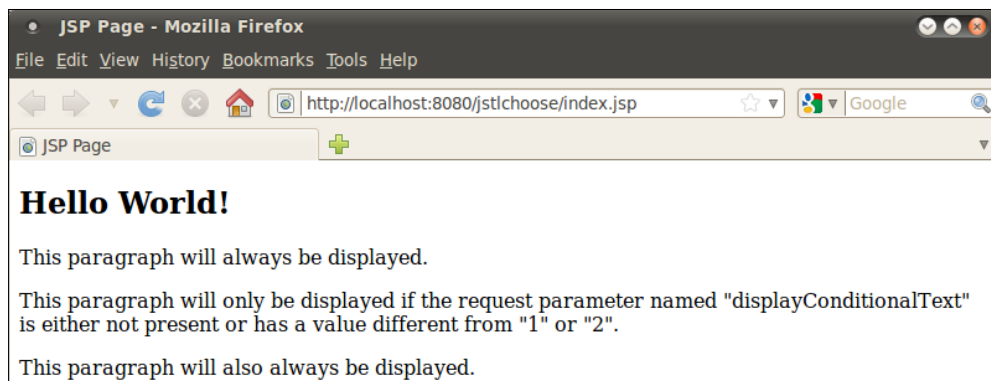 JSP Page - Mozilla Firefox
File Edit View History Bookmarks Tools Help
http://localhost:8080/jstlchoose/index.jsp
Google
JSP Page
Hello World!
This paragraph will always be displayed.
This paragraph will only be displayed if the request parameter named "displayConditionalText"
is either not present or has a value different from "1" or "2".
This paragraph will also always be displayed.